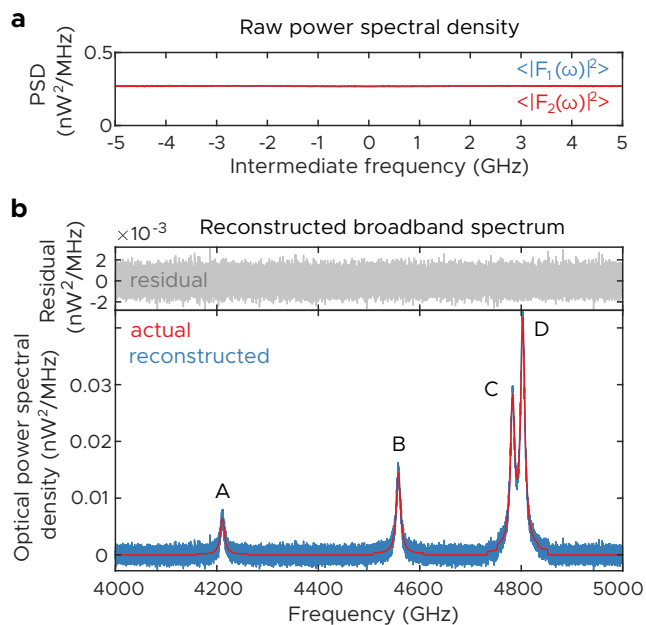 a
Raw power spectral density
PSD
(nW²/MHz)
0.5
0
<|F₁(ω)|²>
<|F₂(ω)|²>
-5 -4 -3 -2 -1 0 1 2 3 4 5
Intermediate frequency (GHz)
b
×10⁻³
Reconstructed broadband spectrum
Residual
(nW²/MHz)
2
0
-2
residual
actual
reconstructed
Optical power spectral
density (nW²/MHz)
0.03
0.02
0.01
0
A
B
C
D
4000 4200 4400 4600 4800 5000
Frequency (GHz)